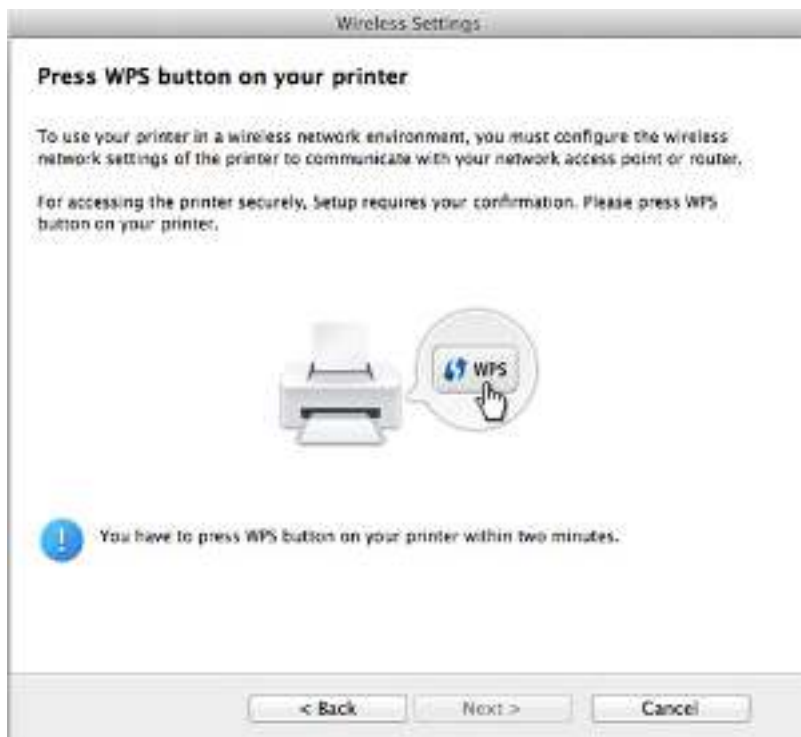 Wireless Settings
Press WPS button on your printer
To use your printer in a wireless network environment, you must configure the wireless
network settings of the printer to communicate with your network access point or router.
For accessing the printer securely, Setup requires your confirmation. Please press WPS
button on your printer.
WPS
You have to press WPS button on your printer within two minutes.
< Back
Next >
Cancel